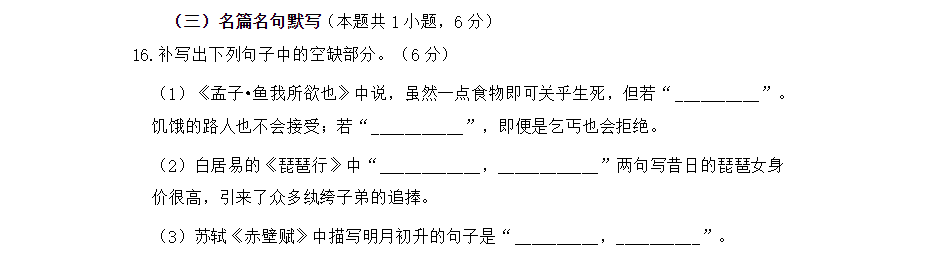 （三）名篇名句默写（本题共1小题，6分）
16.补写出下列句子中的空缺部分。（6分）
（1）《孟子•鱼我所欲也》中说，虽然一点食物即可关乎生死，但若“__________”。
饥饿的路人也不会接受；若“___________”，即便是乞丐也会拒绝。
（2）白居易的《琵琶行》中“____________，____________”两句写昔日的琵琶女身
价很高，引来了众多纨绔子弟的追捧。
（3）苏轼《赤壁赋》中描写明月初升的句子是“__________，__________”。